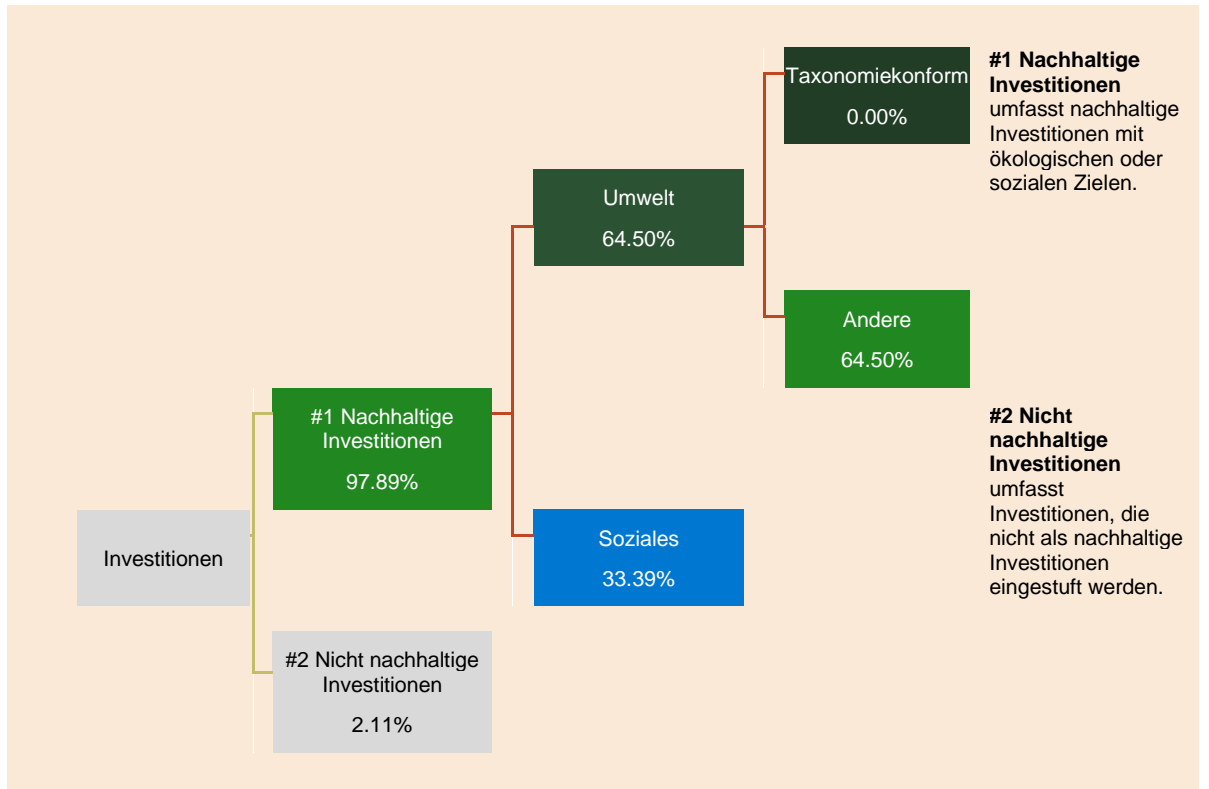 Taxonomiekonform
0.00%
#1 Nachhaltige
Investitionen
umfasst nachhaltige
Investitionen mit
ökologischen oder
sozialen Zielen.
Umwelt
64.50%
Andere
64.50%
#1 Nachhaltige
Investitionen
97.89%
#2 Nicht
nachhaltige
Investitionen
umfasst
Investitionen, die
nicht als nachhaltige
Investitionen
eingestuft werden.
Investitionen
Soziales
33.39%
#2 Nicht nachhaltige
Investitionen
2.11%